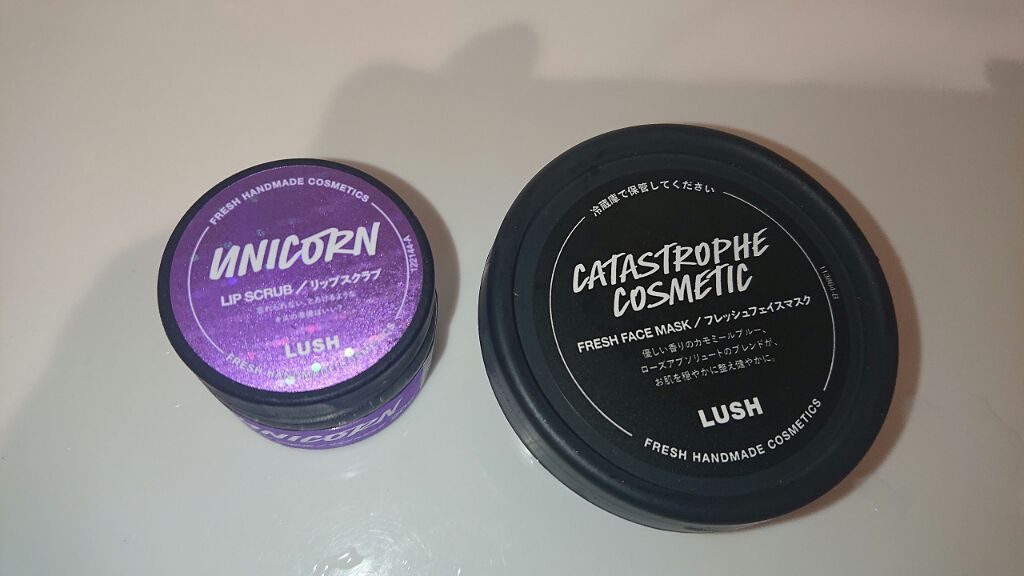 FRESH HANDMADE COSMETICS
UNICORN
LIP SCRUB / リップスクラブ
LUSH
FRESH HANDMADE COSMETICS
UNICORN
冷蔵庫で保管してください
CATASTROPHE
COSMETIC
FRESH FACE MASK / フレッシュフェイスマスク
優しい香りのカモミールブルー、
ローズアブソリュートのブレンドが、
お肌を穏やかに整え健やかに。
LUSH
FRESH HANDMADE COSMETICS